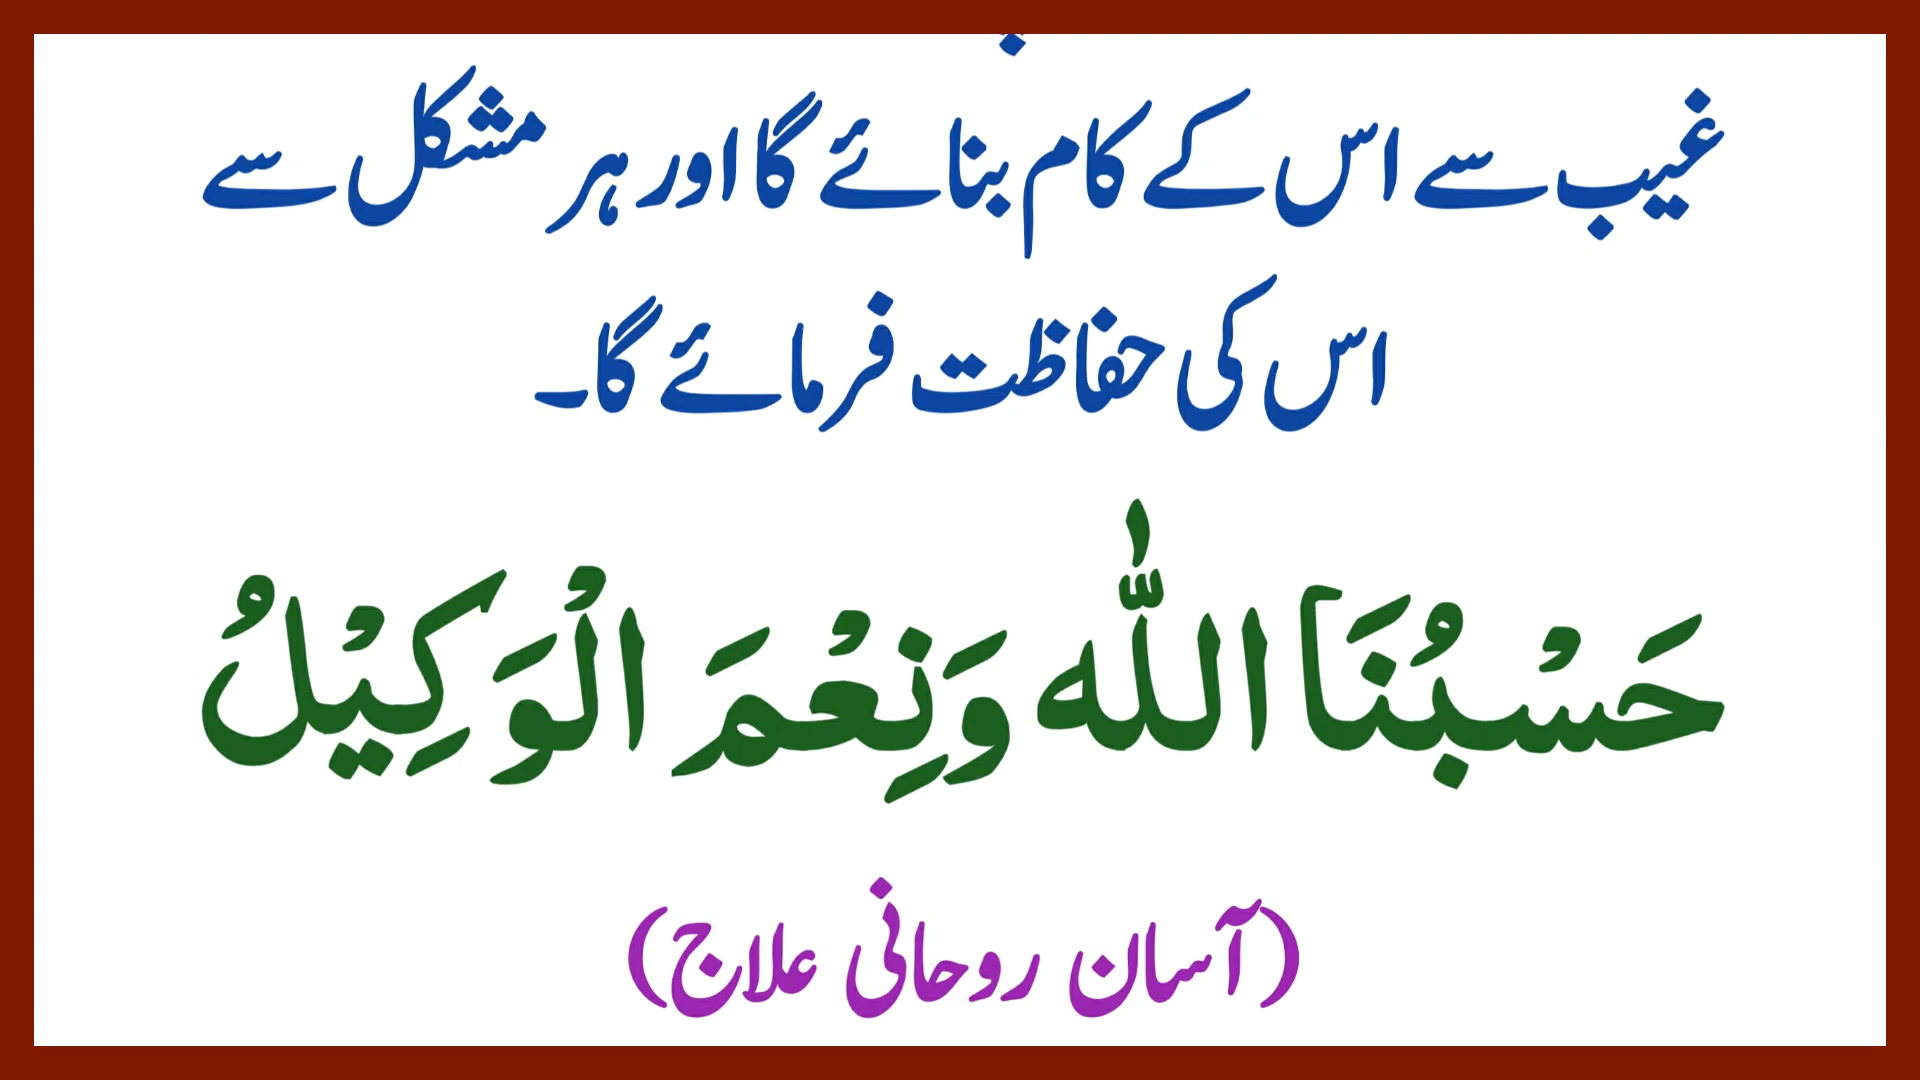 غیب سے اس کے کام بنائے گا اور ہر مشکل سے
اس کی حفاظت فرمائے گا۔
حَسْبُنَا اللّٰه وَنِعْمَ الْوَكِيْلُ
(آسان روحانی علاج)